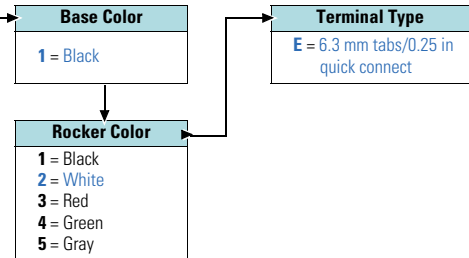 Base Color
1 = Black
Rocker Color
1 = Black
2 = White
3 = Red
4 = Green
5 = Gray
Terminal Type
E = 6.3 mm tabs/0.25 in
quick connect